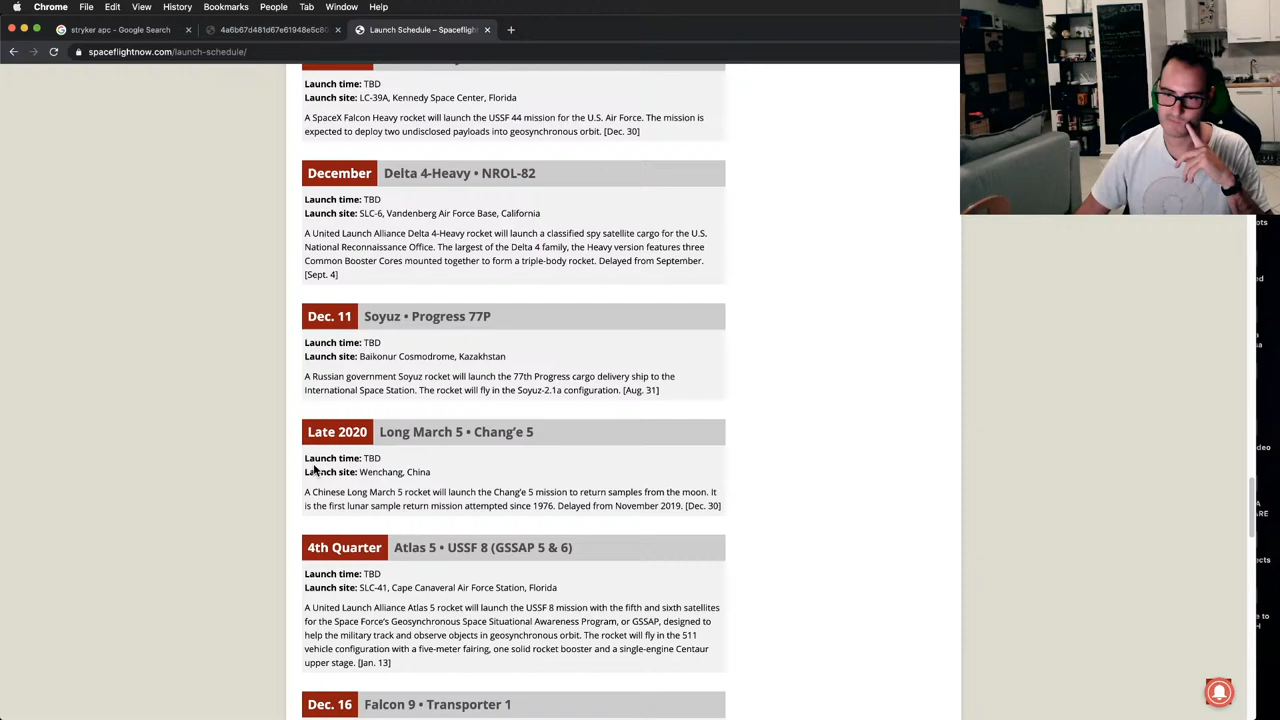 Chrome File Edit View History Bookmarks People Tab Window Help
stryker apc - Google Search
4a6b67d481d67e61948e5c80
Launch Schedule – Spacefligh
spaceflightnow.com/launch-schedule/
Launch time: TBD
Launch site: LC-39A, Kennedy Space Center, Florida
A SpaceX Falcon Heavy rocket will launch the USSF 44 mission for the U.S. Air Force. The mission is
expected to deploy two undisclosed payloads into geosynchronous orbit. [Dec. 30]
December Delta 4-Heavy • NROL-82
Launch time: TBD
Launch site: SLC-6, Vandenberg Air Force Base, California
A United Launch Alliance Delta 4-Heavy rocket will launch a classified spy satellite cargo for the U.S.
National Reconnaissance Office. The largest of the Delta 4 family, the Heavy version features three
Common Booster Cores mounted together to form a triple-body rocket. Delayed from September.
[Sept. 4]
Dec. 11 Soyuz • Progress 77P
Launch time: TBD
Launch site: Baikonur Cosmodrome, Kazakhstan
A Russian government Soyuz rocket will launch the 77th Progress cargo delivery ship to the
International Space Station. The rocket will fly in the Soyuz-2.1a configuration. [Aug. 31]
Late 2020 Long March 5 • Chang’e 5
Launch time: TBD
Launch site: Wenchang, China
A Chinese Long March 5 rocket will launch the Chang’e 5 mission to return samples from the moon. It
is the first lunar sample return mission attempted since 1976. Delayed from November 2019. [Dec. 30]
4th Quarter Atlas 5 • USSF 8 (GSSAP 5 & 6)
Launch time: TBD
Launch site: SLC-41, Cape Canaveral Air Force Station, Florida
A United Launch Alliance Atlas 5 rocket will launch the USSF 8 mission with the fifth and sixth satellites
for the Space Force’s Geosynchronous Space Situational Awareness Program, or GSSAP, designed to
help the military track and observe objects in geosynchronous orbit. The rocket will fly in the 511
vehicle configuration with a five-meter fairing, one solid rocket booster and a single-engine Centaur
upper stage. [Jan. 13]
Dec. 16 Falcon 9 • Transporter 1